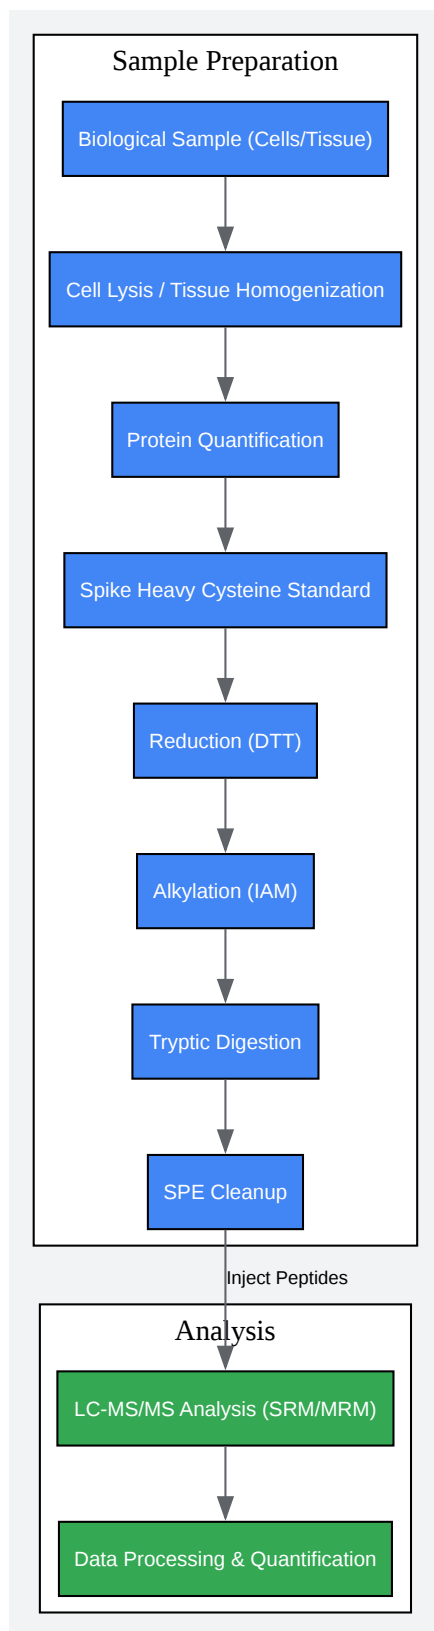 Sample Preparation
Biological Sample (Cells/Tissue)
Cell Lysis / Tissue Homogenization
Protein Quantification
Spike Heavy Cysteine Standard
Reduction (DTT)
Alkylation (IAM)
Tryptic Digestion
SPE Cleanup
Inject Peptides
Analysis
LC-MS/MS Analysis (SRM/MRM)
Data Processing & Quantification